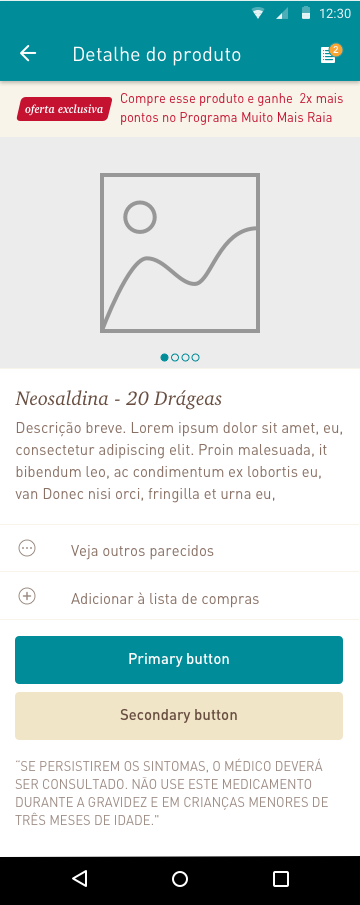 12:30
Detalhe do produto
2
oferta exclusiva
Compre esse produto e ganhe 2x mais
pontos no Programa Muito Mais Raia
Neosaldina - 20 Drágeas
Descrição breve. Lorem ipsum dolor sit amet, eu,
consectetur adipiscing elit. Proin malesuada, it
bibendum leo, ac condimentum ex lobortis eu,
van Donec nisi orci, fringilla et urna eu,
Veja outros parecidos
Adicionar à lista de compras
Primary button
Secondary button
"SE PERSISTIREM OS SINTOMAS, O MÉDICO DEVERÁ
SER CONSULTADO. NÃO USE ESTE MEDICAMENTO
DURANTE A GRAVIDEZ E EM CRIANÇAS MENORES DE
TRÊS MESES DE IDADE."